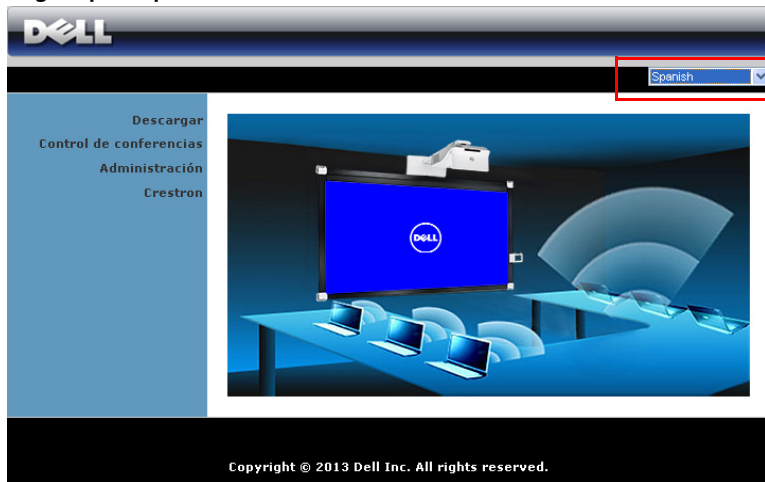 DELL
Spanish
Descargar
Control de conferencias
Administración
Crestron
DELL
Copyright © 2013 Dell Inc. All rights reserved.